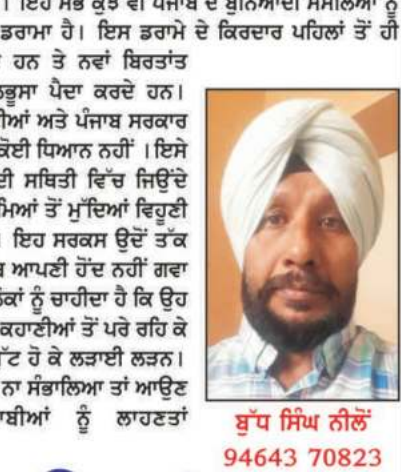 । ਇਹ ਸਭ ਕੁਝ ਵੀ ਪੰਜਾਬ ਦੇ ਬੁਨਿਆਦੀ ਮਸਲਿਆਂ ਨੂੰ
ਡਰਾਮਾ ਹੈ। ਇਸ ਡਰਾਮੇ ਦੇ ਕਿਰਦਾਰ ਪਹਿਲਾਂ ਤੋਂ ਹੀ
ਹਨ ਤੇ ਨਵਾਂ ਬਿਰਤਾਂਤ
ਭੂਸਾ ਪੈਦਾ ਕਰਦੇ ਹਨ।
ਅਤੇ ਪੰਜਾਬ ਸਰਕਾਰ
ਕੋਈ ਧਿਆਨ ਨਹੀਂ ।ਇਸੇ
ਦੀ ਸਥਿਤੀ ਵਿੱਚ ਜਿਉਂਦੇ
ਤੋਂ ਮੁੱਦਿਆਂ ਵਿਹੂਣੀ
। ਇਹ ਸਰਕਸ ਉਦੋਂ ਤੱਕ
ਆਪਣੀ ਹੋਂਦ ਨਹੀਂ ਗਵਾ
ਨੂੰ ਚਾਹੀਦਾ ਹੈ ਕਿ ਉਹ
ਕਹਾਣੀਆਂ ਤੋਂ ਪਰੇ ਰਹਿ ਕੇ
ਹੋ ਕੇ ਲੜਾਈ ਲੜਨ।
ਨਾ ਸੰਭਾਲਿਆ ਤਾਂ ਆਉਣ
ਨੂੰ ਲਾਹਣਤਾਂ
ਬੁੱਧ ਸਿੰਘ ਨੀਲੋਂ
94643 70823